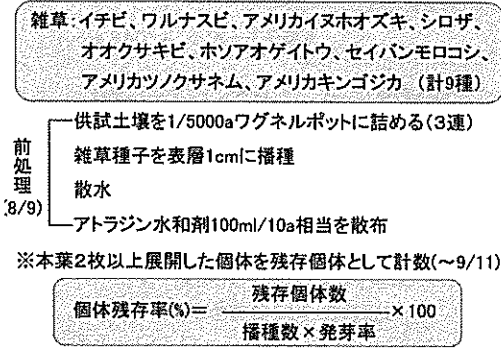 雑草:イチビ、ワルナスビ、アメリカイヌホオズキ、シロザ、
オオクサキビ、ホソアオゲイトウ、セイバンモロコシ、
アメリカツノクサネム、アメリカキンゴジカ (計9種)
前処理
(8/9)
供試土壌を1/5000aワグネルポットに詰める(3連)
雑草種子を表層1cmに播種
散水
アトラジン水和剤100ml/10a相当を散布
※本葉2枚以上展開した個体を残存個体として計数(~9/11)
個体残存率(%)= 残存個体数 ×100
播種数×発芽率